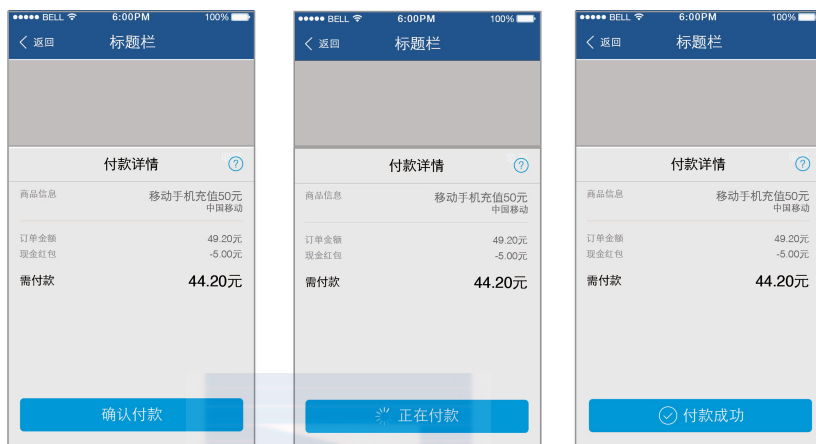 BELL 6:00PM 100%
返回 标题栏
付款详情 ?
商品信息 移动手机充值50元
中国移动
订单金额 49.20元
现金红包 -5.00元
需付款 44.20元
确认付款
BELL 6:00PM 100%
返回 标题栏
付款详情 ?
商品信息 移动手机充值50元
中国移动
订单金额 49.20元
现金红包 -5.00元
需付款 44.20元
正在付款
BELL 6:00PM 100%
返回 标题栏
付款详情 ?
商品信息 移动手机充值50元
中国移动
订单金额 49.20元
现金红包 -5.00元
需付款 44.20元
付款成功